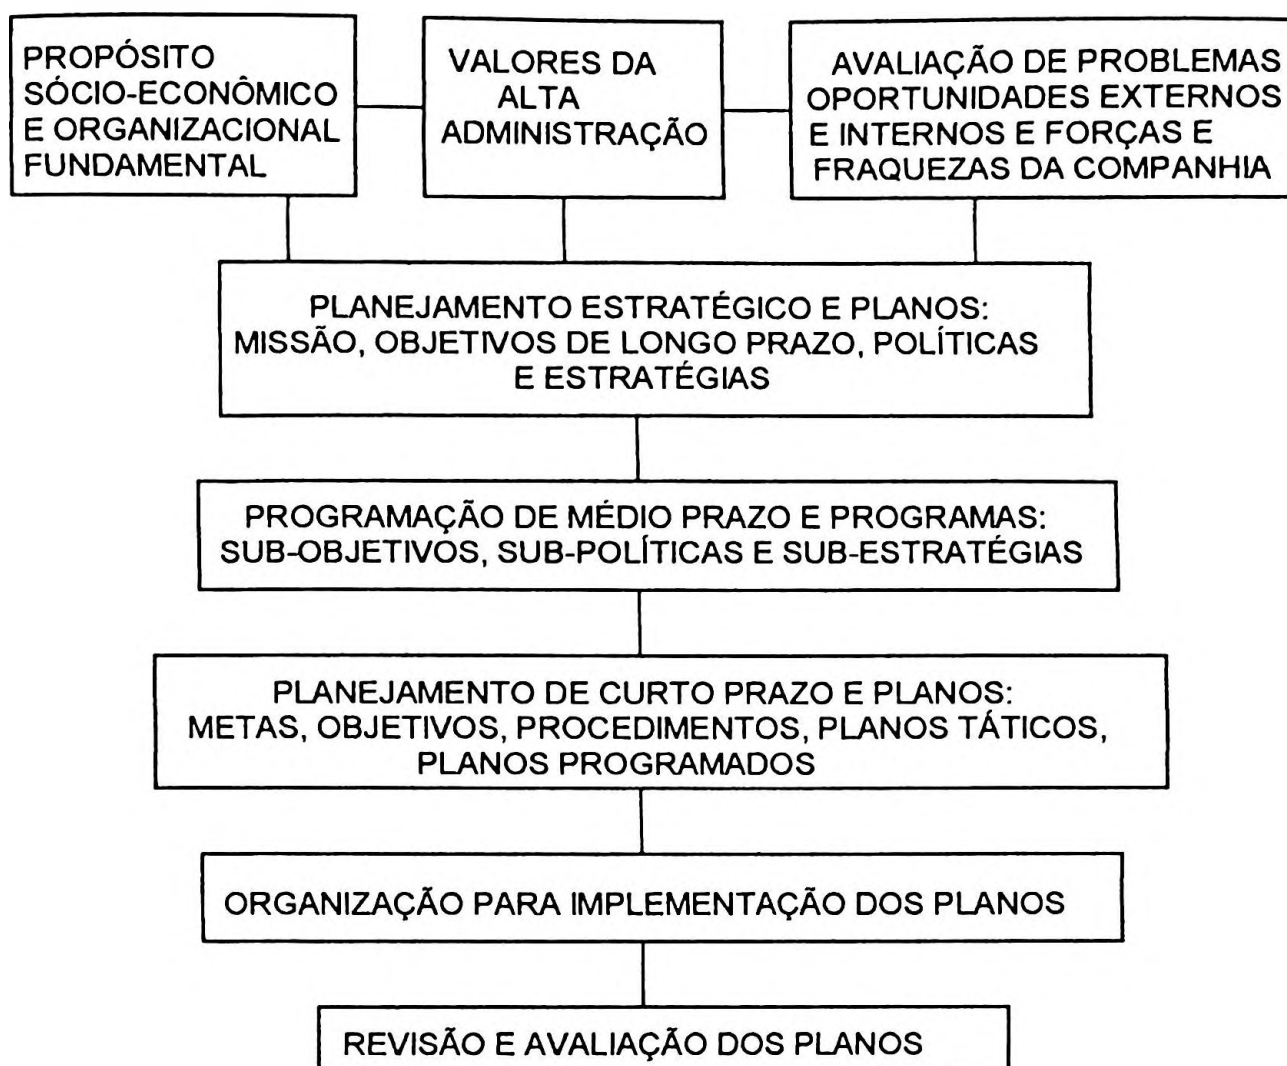 PROPÓSITO
SÓCIO-ECONÔMICO
E ORGANIZACIONAL
FUNDAMENTAL
VALORES DA
ALTA
ADMINISTRAÇÃO
AVALIAÇÃO DE PROBLEMAS
OPORTUNIDADES EXTERNOS
E INTERNOS E FORÇAS E
FRAQUEZAS DA COMPANHIA
PLANEJAMENTO ESTRATÉGICO E PLANOS:
MISSÃO, OBJETIVOS DE LONGO PRAZO, POLÍTICAS
E ESTRATÉGIAS
PROGRAMAÇÃO DE MÉDIO PRAZO E PROGRAMAS:
SUB-OBJETIVOS, SUB-POLÍTICAS E SUB-ESTRATÉGIAS
PLANEJAMENTO DE CURTO PRAZO E PLANOS:
METAS, OBJETIVOS, PROCEDIMENTOS, PLANOS TÁTICOS,
PLANOS PROGRAMADOS
ORGANIZAÇÃO PARA IMPLEMENTAÇÃO DOS PLANOS
REVISÃO E AVALIAÇÃO DOS PLANOS